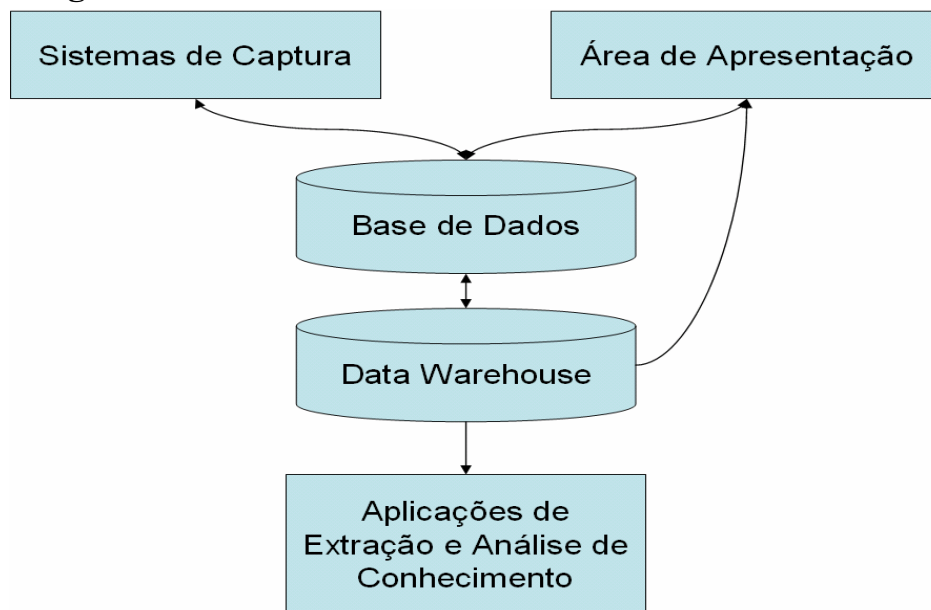 Sistemas de Captura
Área de Apresentação
Base de Dados
Data Warehouse
Aplicações de
Extração e Análise de
Conhecimento